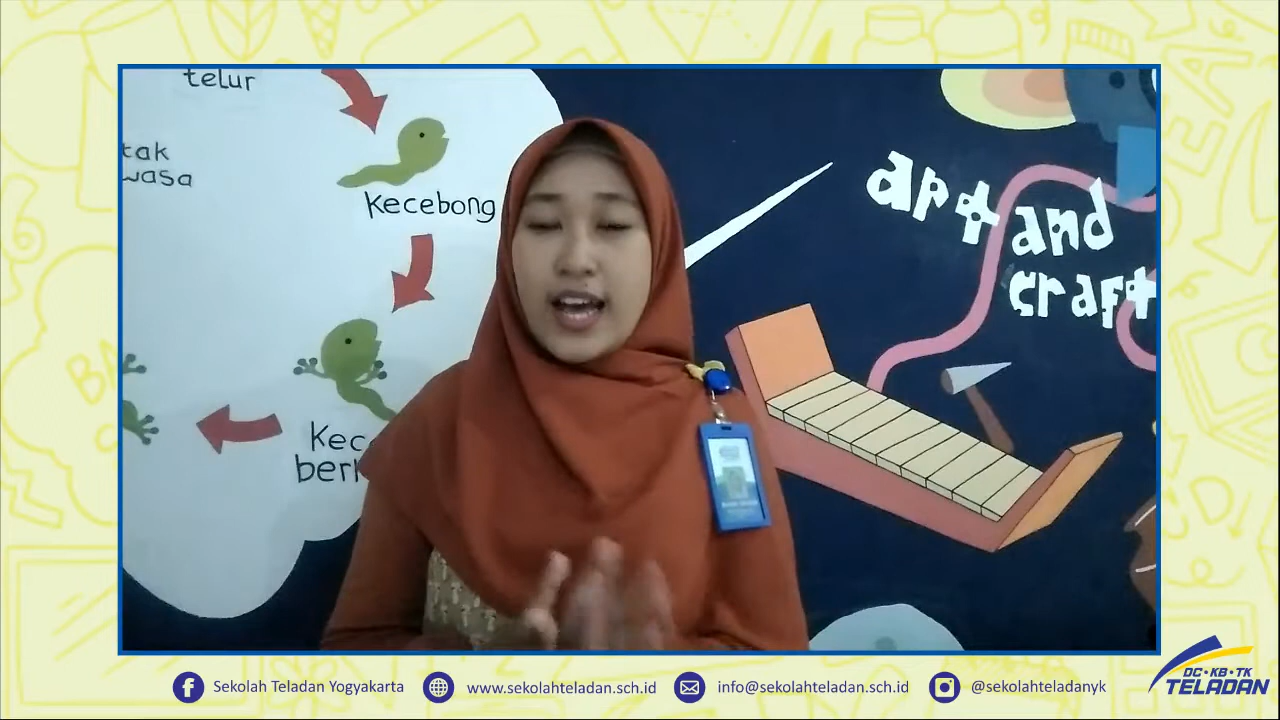 telur
tak
wasa
Kecebong
Kec
berk
art and
craft
Sekolah Teladan Yogyakarta
www.sekolahteladan.sch.id
info@sekolahteladan.sch.id
@sekolahteladanyk
DC•KB•TK
TELADAN